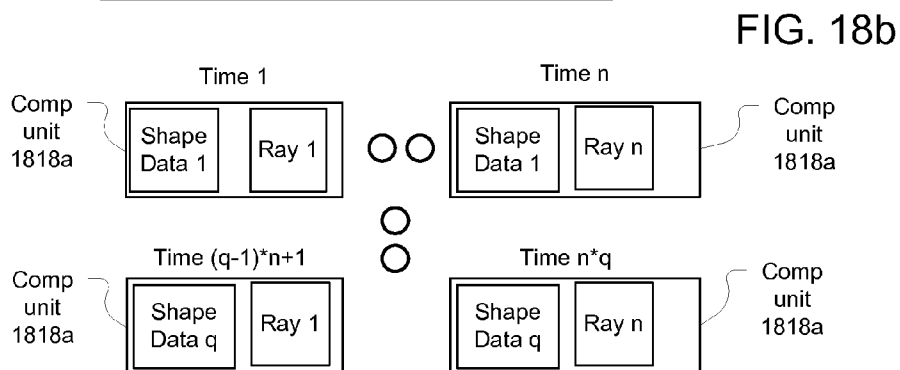 FIG. 18b
Time 1
Time n
Comp
unit
1818a
Shape
Data 1
Ray 1
Shape
Data 1
Ray n
Comp
unit
1818a
Time (q-1)*n+1
Time n*q
Comp
unit
1818a
Shape
Data q
Ray 1
Shape
Data q
Ray n
Comp
unit
1818a